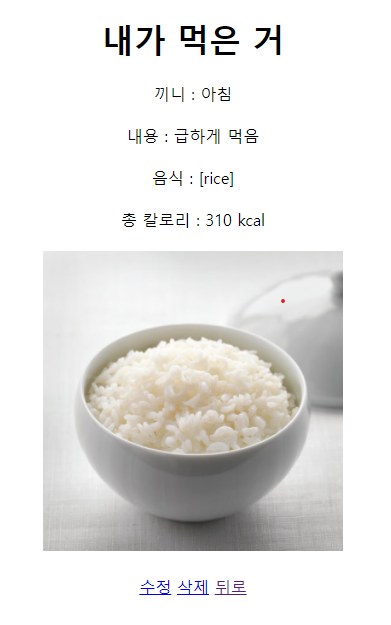 내가 먹은 거
끼니 : 아침
내용 : 급하게 먹음
음식 : [rice]
총 칼로리 : 310 kcal
수정 삭제 뒤로